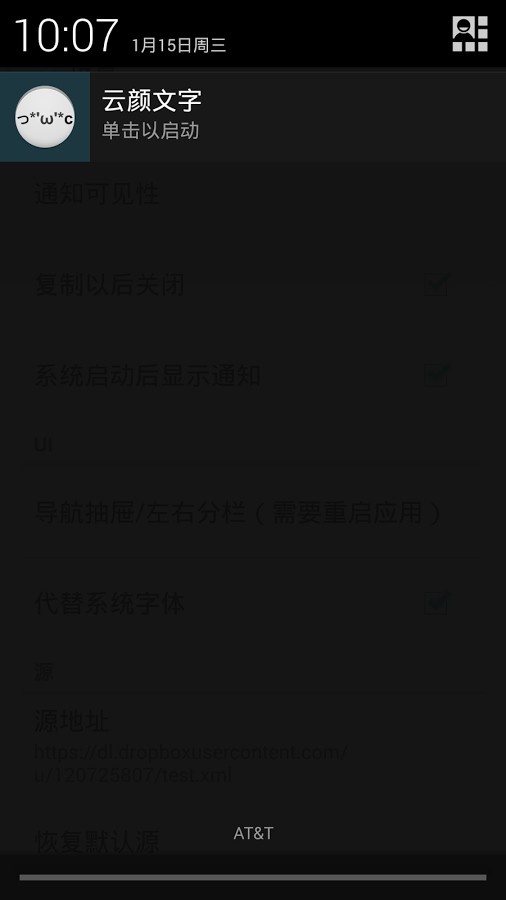 10:07 1月15日周三
つ*'ω'*c
云颜文字
单击以启动
通知可见性
复制以后关闭
系统启动后显示通知
UI
导航抽屉/左右分栏（需要重启应用）
代替系统字体
源
源地址
https://dl.dropboxusercontent.com/
u/120725807/test.xml
恢复默认源
AT&T